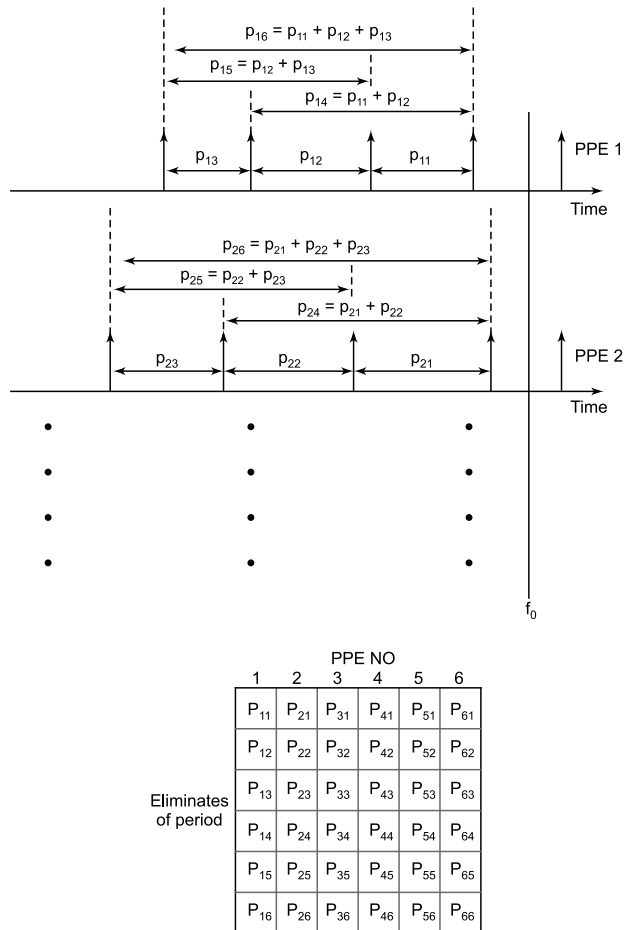 p₁₆ = p₁₁ + p₁₂ + p₁₃
p₁₅ = p₁₂ + p₁₃
p₁₄ = p₁₁ + p₁₂
p₁₃ p₁₂ p₁₁ PPE 1
Time
p₂₆ = p₂₁ + p₂₂ + p₂₃
p₂₅ = p₂₂ + p₂₃
p₂₄ = p₂₁ + p₂₂
p₂₃ p₂₂ p₂₁ PPE 2
Time
f₀
PPE NO
1 2 3 4 5 6
P₁₁ P₂₁ P₃₁ P₄₁ P₅₁ P₆₁
P₁₂ P₂₂ P₃₂ P₄₂ P₅₂ P₆₂
P₁₃ P₂₃ P₃₃ P₄₃ P₅₃ P₆₃
Eliminates
of period
P₁₄ P₂₄ P₃₄ P₄₄ P₅₄ P₆₄
P₁₅ P₂₅ P₃₅ P₄₅ P₅₅ P₆₅
P₁₆ P₂₆ P₃₆ P₄₆ P₅₆ P₆₆